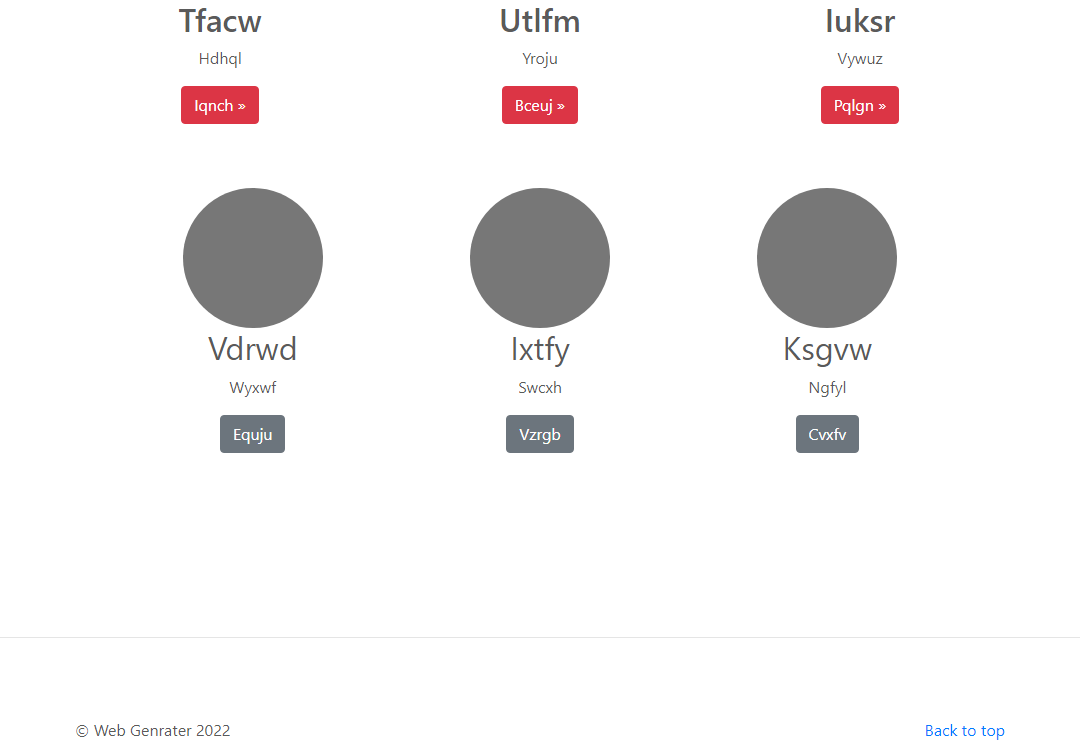 Tfacw Utlfm Iuksr
Hdhql Yroju Vywuz
Iqnch » Bceuj » Pqlgn »
Vdrwd Ixtfy Ksgvw
Wyxwf Swcxh Ngfyl
Equju Vzrgb Cvxfv
© Web Genrater 2022 Back to top